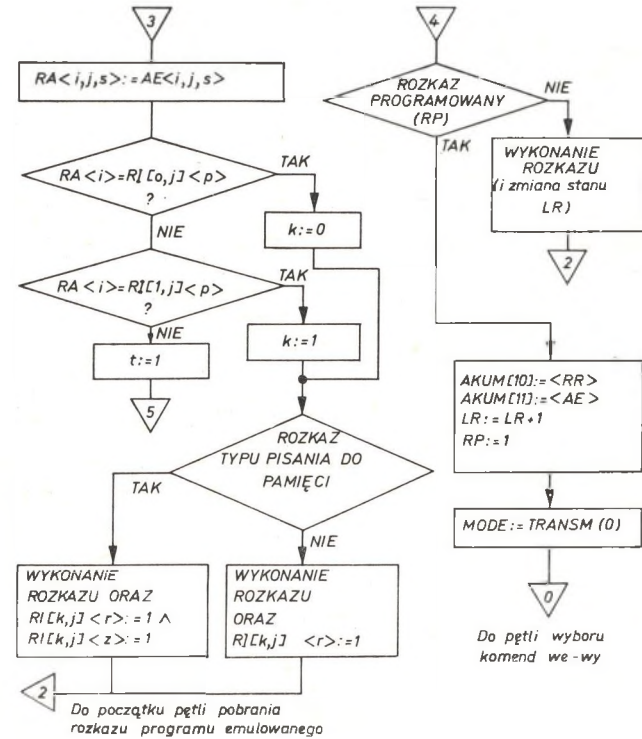 3
RA<i,j,s>:=AE<i,j,s>
RA<i>=RI[o,j]<p>
?
TAK
NIE
k:=0
RA<i>=RI[1,j]<p>
?
TAK
NIE
t:=1
k:=1
5
ROZKAZ
TYPU PISANIA DO
PAMIĘCI
TAK
NIE
WYKONANIE
ROZKAZU ORAZ
RI[k,j]<r>:=1 ∧
RI[k,j]<z>:=1
WYKONANIE
ROZKAZU
ORAZ
RI[k,j] <r>:=1
2
Do początku pętli pobrania
rozkazu programu emulowanego
4
ROZKAZ
PROGRAMOWANY
(RP)
NIE
TAK
WYKONANIE
ROZKAZU
(i zmiana stanu
LR)
2
AKUM[10]:=<RR>
AKUM[11]:=<AE>
LR:=LR+1
RP:=1
MODE:=TRANSM(0)
0
Do pętli wyboru
komend we-wy